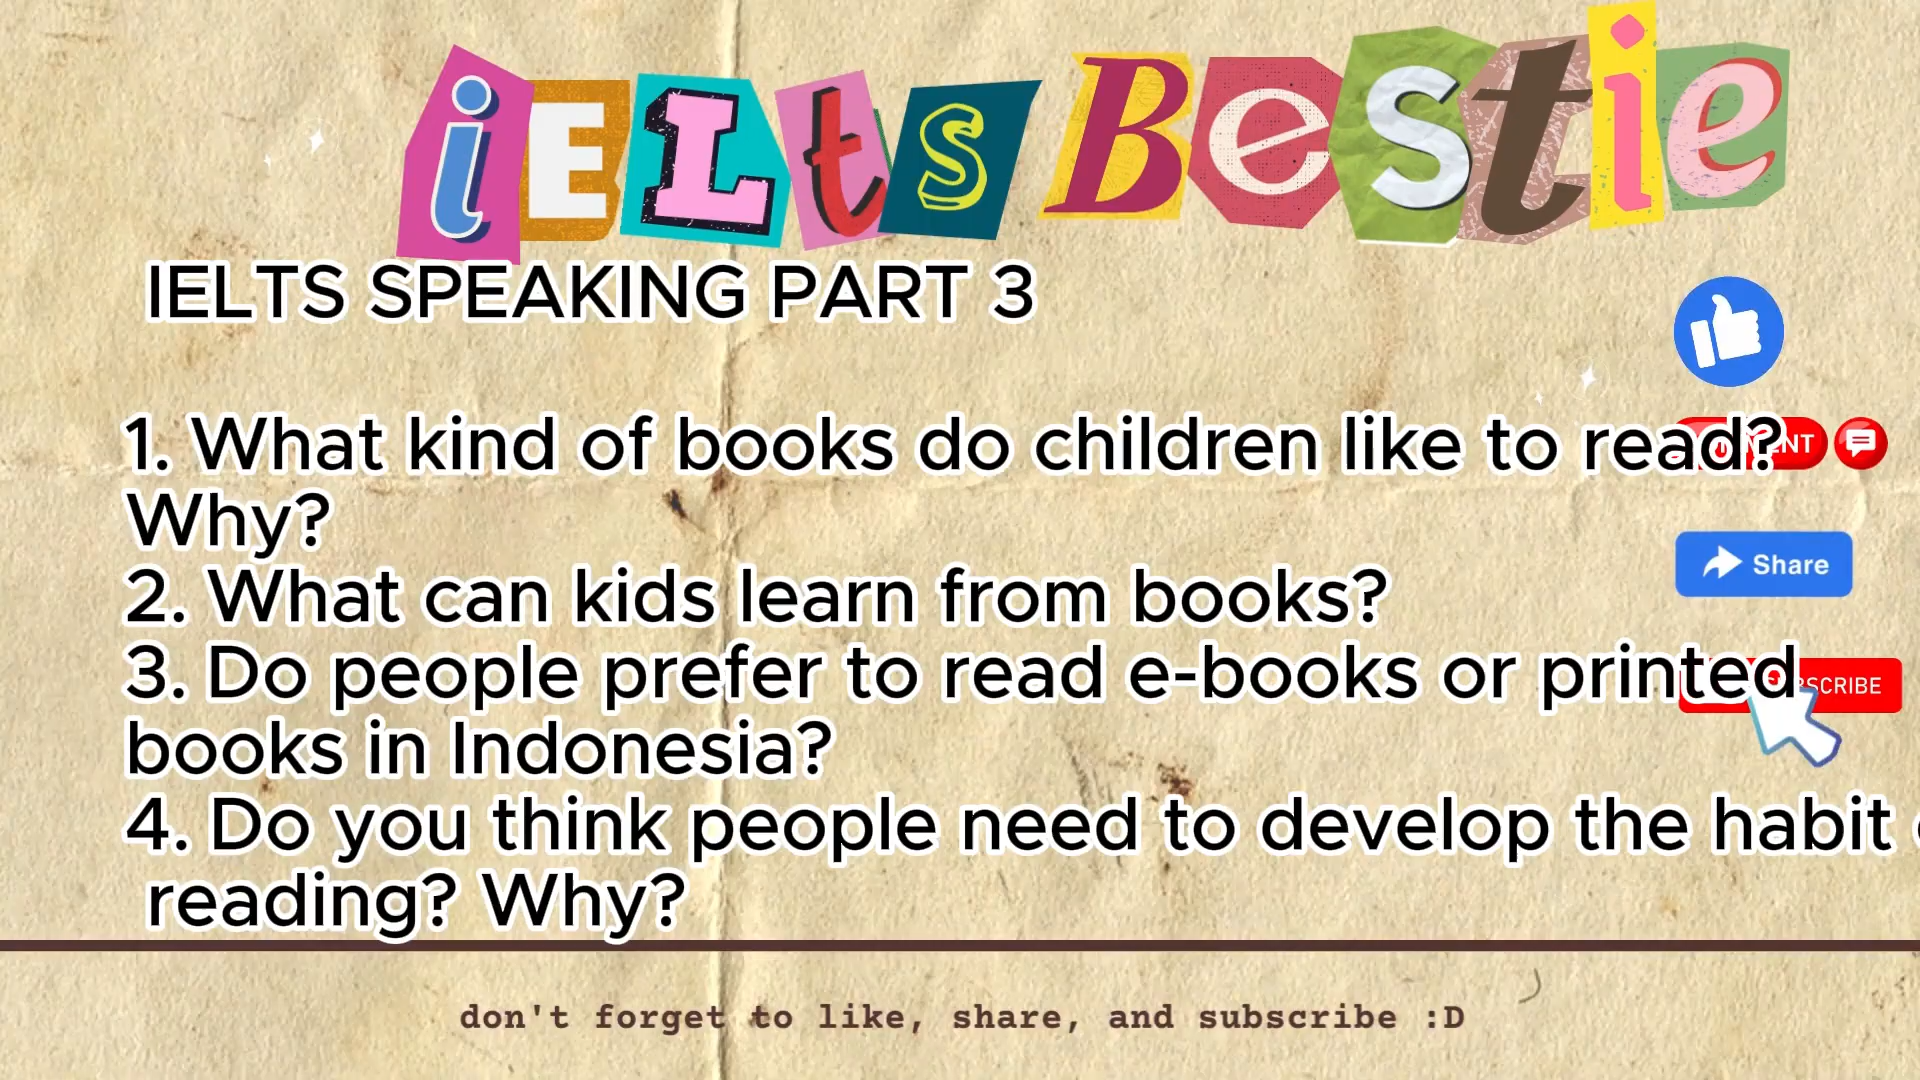 iELts Bestie
IELTS SPEAKING PART 3
1. What kind of books do children like to read?
Why?
2. What can kids learn from books?
3. Do people prefer to read e-books or printed
books in Indonesia?
4. Do you think people need to develop the habit
reading? Why?
Share
don't forget to like, share, and subscribe :D